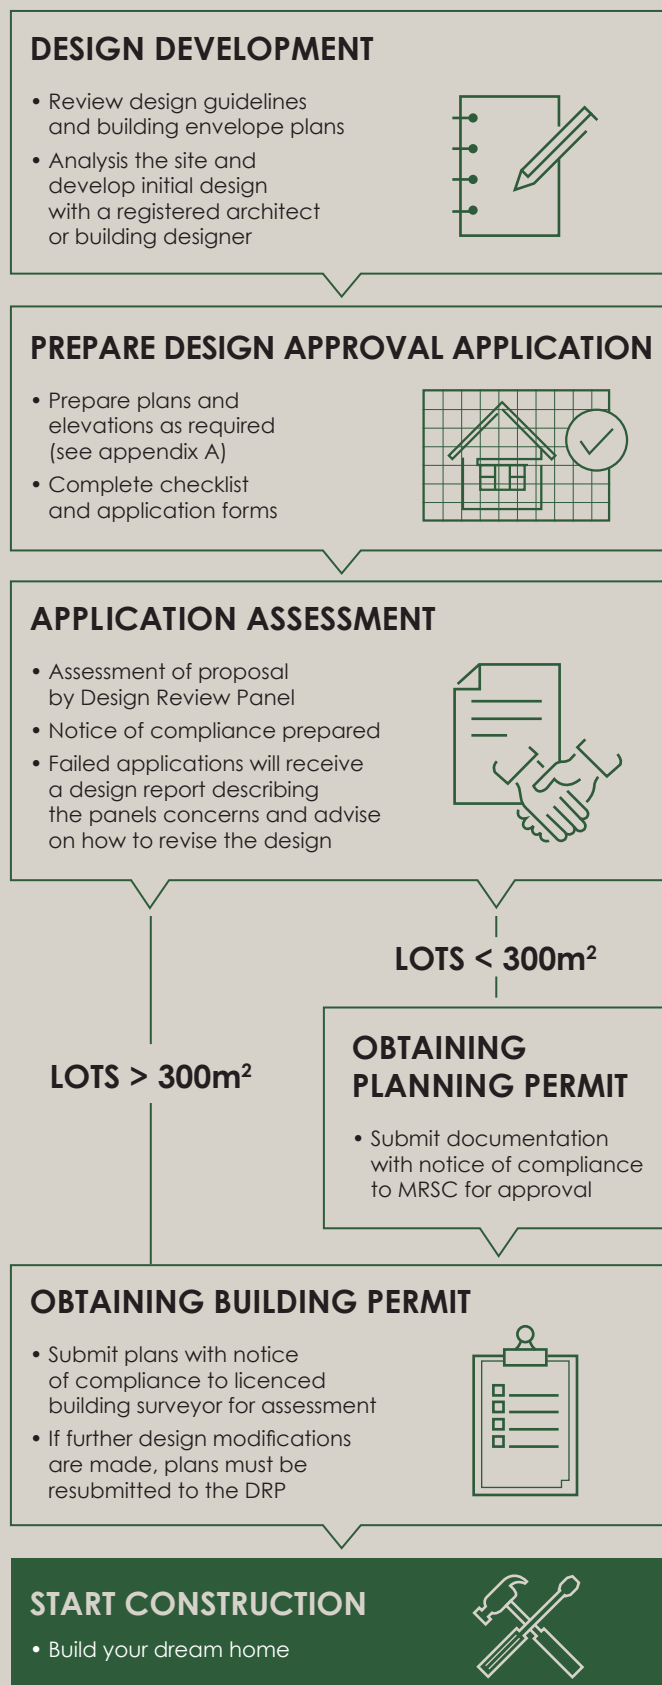 DESIGN DEVELOPMENT
• Review design guidelines
and building envelope plans
• Analysis the site and
develop initial design
with a registered architect
or building designer
PREPARE DESIGN APPROVAL APPLICATION
• Prepare plans and
elevations as required
(see appendix A)
• Complete checklist
and application forms
APPLICATION ASSESSMENT
• Assessment of proposal
by Design Review Panel
• Notice of compliance prepared
• Failed applications will receive
a design report describing
the panels concerns and advise
on how to revise the design
LOTS < 300m²
LOTS > 300m²
OBTAINING
PLANNING PERMIT
• Submit documentation
with notice of compliance
to MRSC for approval
OBTAINING BUILDING PERMIT
• Submit plans with notice
of compliance to licenced
building surveyor for assessment
• If further design modifications
are made, plans must be
resubmitted to the DRP
START CONSTRUCTION
• Build your dream home